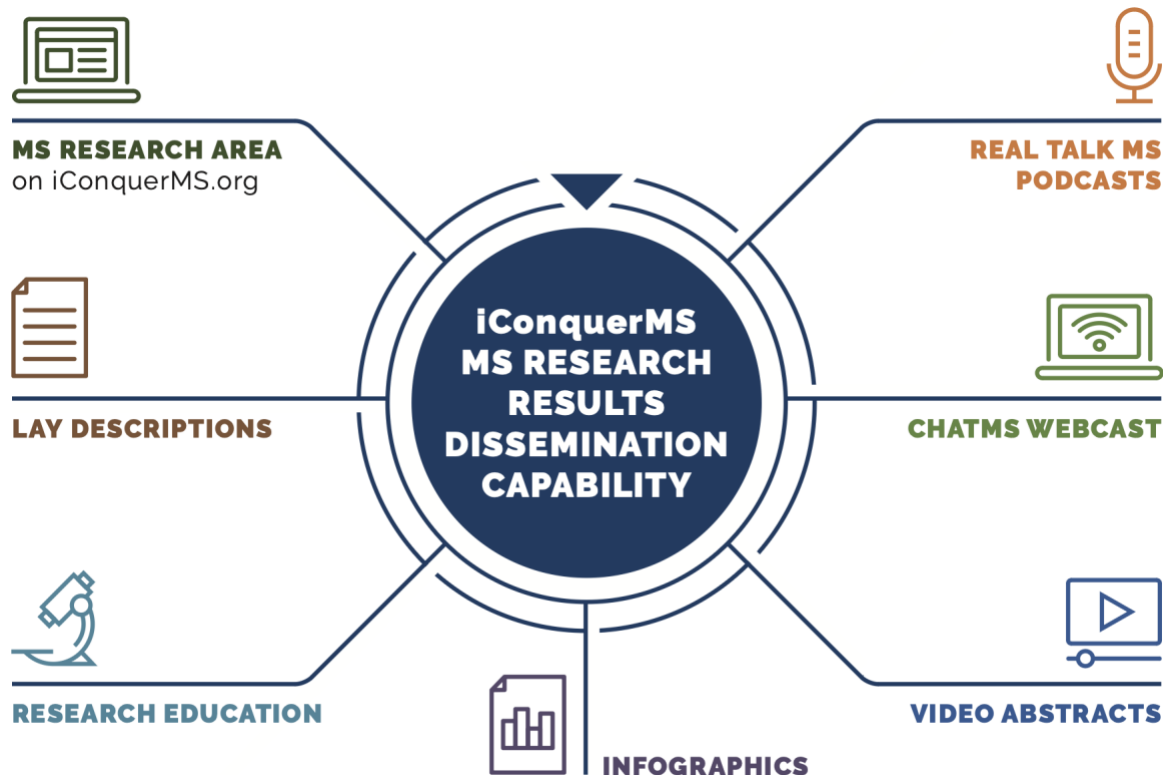 MS RESEARCH AREA
on iConquerMS.org
REAL TALK MS
PODCASTS
iConquerMS
MS RESEARCH
RESULTS
DISSEMINATION
CAPABILITY
LAY DESCRIPTIONS
CHATMS WEBCAST
RESEARCH EDUCATION
VIDEO ABSTRACTS
INFOGRAPHICS